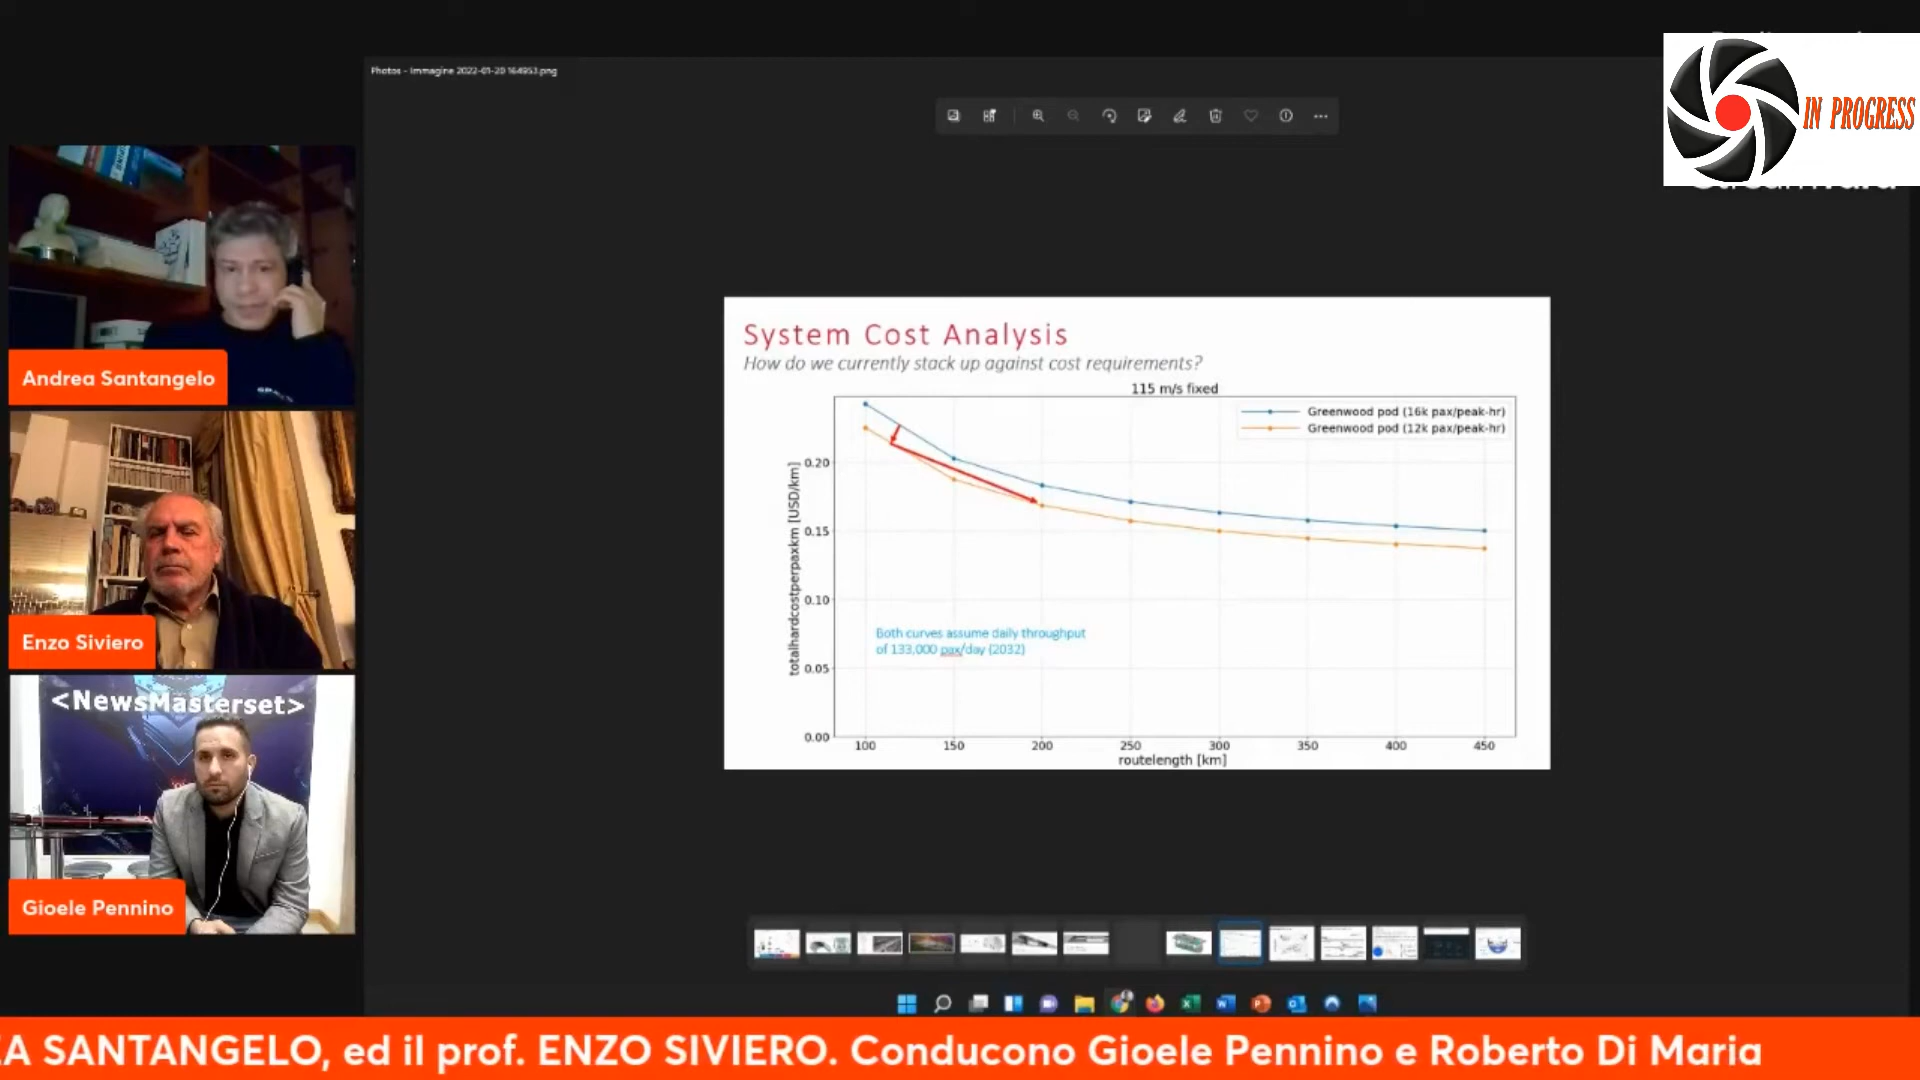 Photos - Immagine 2022-01-20 164953.png
IN PROGRESS
Andrea Santangelo
Enzo Siviero
<NewsMasterset>
Gioele Pennino
System Cost Analysis
How do we currently stack up against cost requirements?
115 m/s fixed
Greenwood pod (16k pax/peak-hr)
Greenwood pod (12k pax/peak-hr)
totalhardcostperpaxkm [USD/km]
0.20
0.15
0.10
0.05
0.00
Both curves assume daily throughput
of 133,000 pax/day (2032)
100 150 200 250 300 350 400 450
routelength [km]
ZA SANTANGELO, ed il prof. ENZO SIVIERO. Conducono Gioele Pennino e Roberto Di Maria